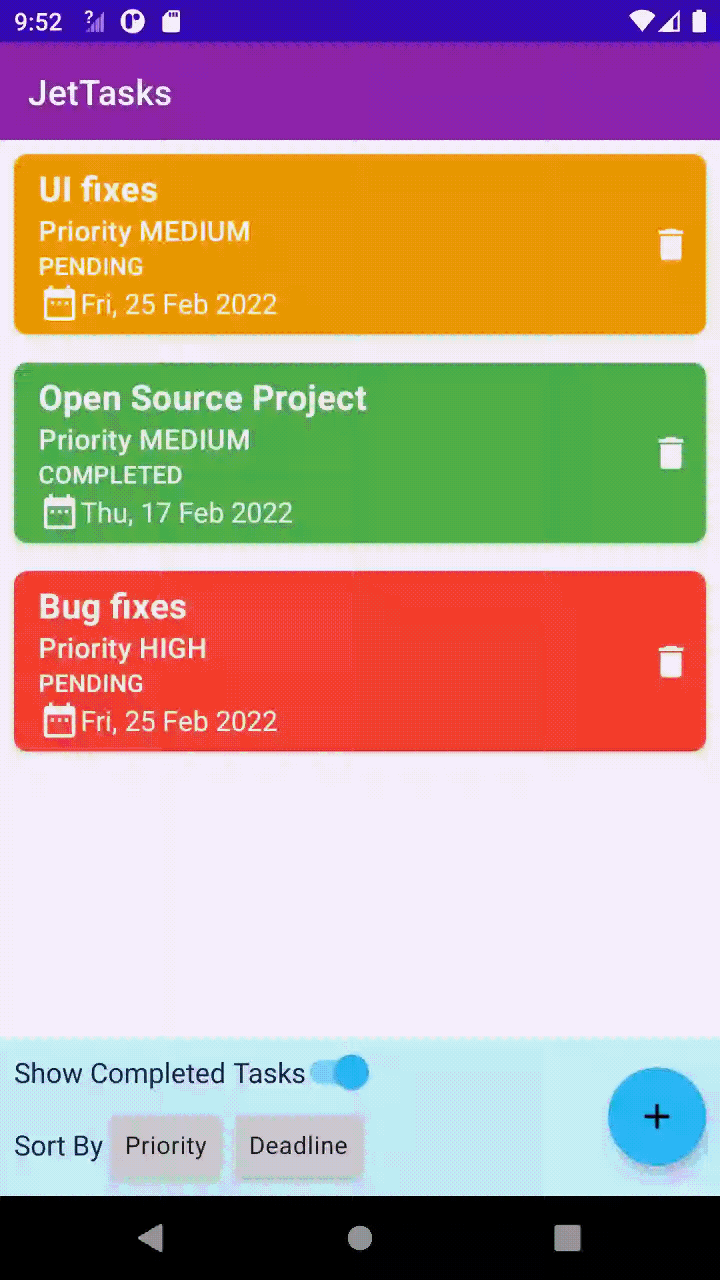 9:52
JetTasks
UI fixes
Priority MEDIUM
PENDING
Fri, 25 Feb 2022
Open Source Project
Priority MEDIUM
COMPLETED
Thu, 17 Feb 2022
Bug fixes
Priority HIGH
PENDING
Fri, 25 Feb 2022
Show Completed Tasks
Sort By Priority Deadline
+